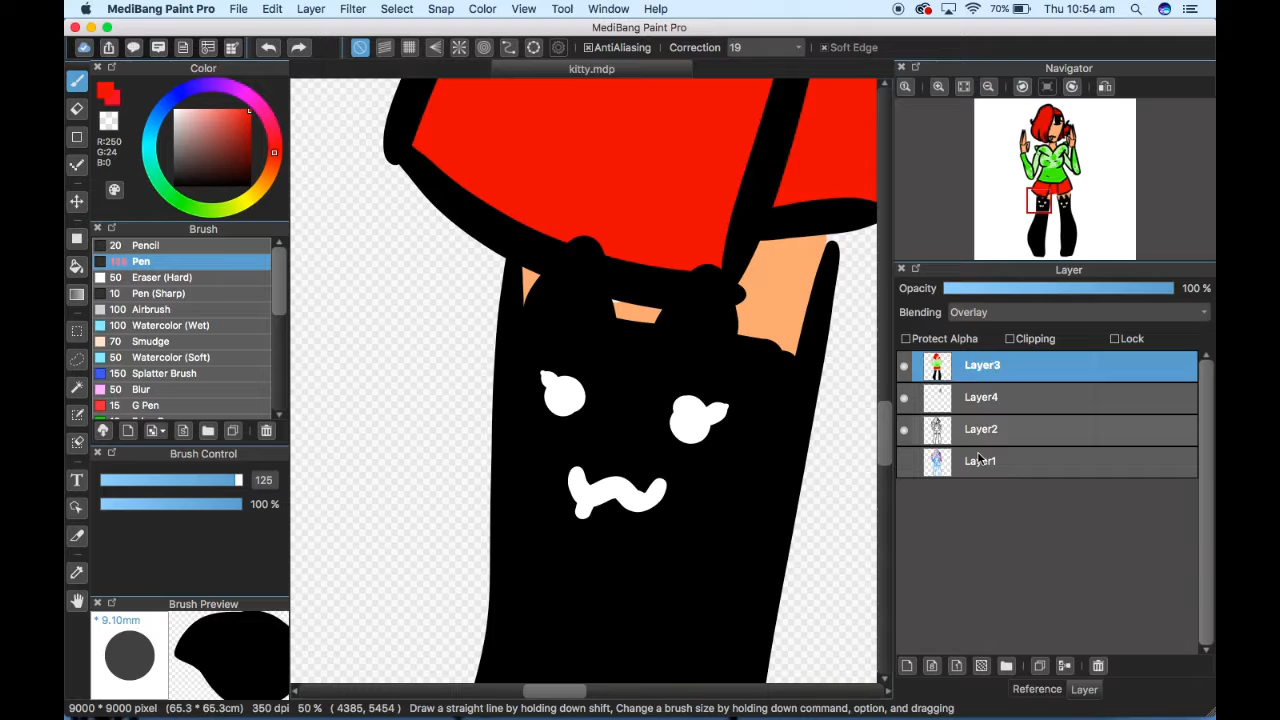 MediBang Paint Pro File Edit Layer Filter Select Snap Color View Tool Window Help 70% Thu 10:54 am
MediBang Paint Pro
AntiAliasing Correction 19 Soft Edge
Color
kitty.mdp
Navigator
R:250
G:24
B:0
Brush
20 Pencil
Pen
50 Eraser (Hard)
10 Pen (Sharp)
100 Airbrush
100 Watercolor (Wet)
70 Smudge
50 Watercolor (Soft)
150 Splatter Brush
50 Blur
15 G Pen
Layer
Opacity 100 %
Blending Overlay
Protect Alpha Clipping Lock
Layer3
Layer4
Layer2
Layer1
Brush Control
125
100 %
Brush Preview
* 9.10mm
Reference Layer
9000 * 9000 pixel (65.3 * 65.3cm) 350 dpi 50 % ( 4385, 5454 ) Draw a straight line by holding down shift, Change a brush size by holding down command, option, and dragging